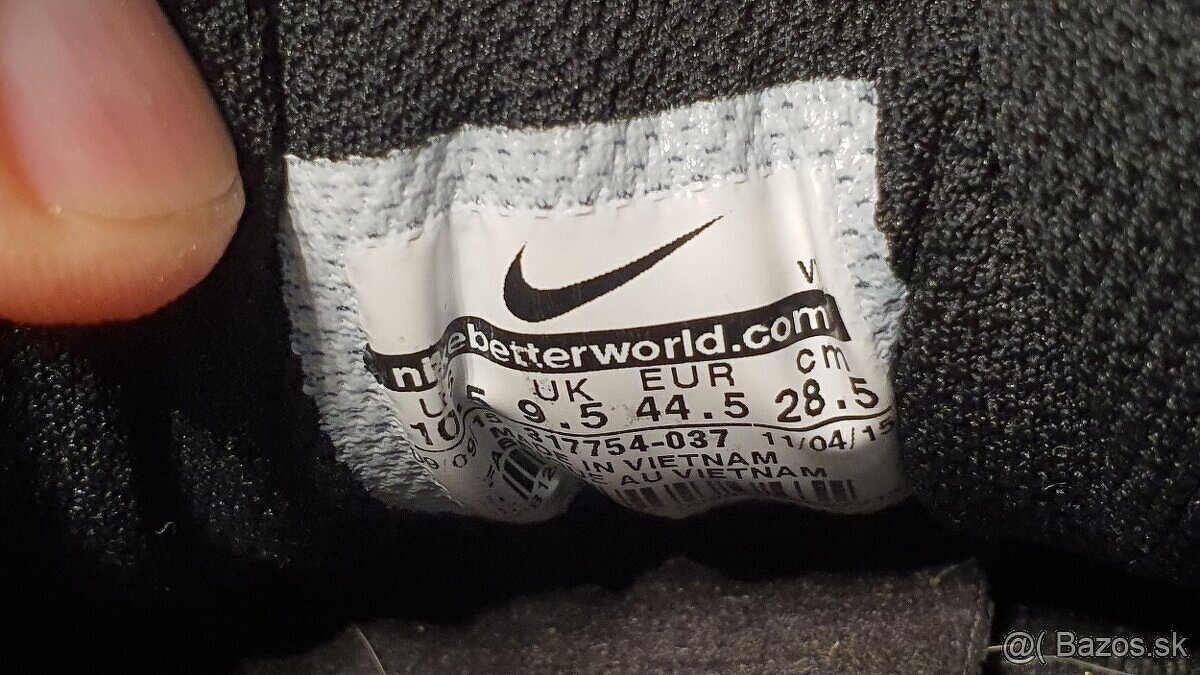 betterworld.com
UK EUR cm
10 9.5 44.5 28.5
317754-037 11/04/15
IN VIETNAM
AU VIETNAM
@( Bazos.sk